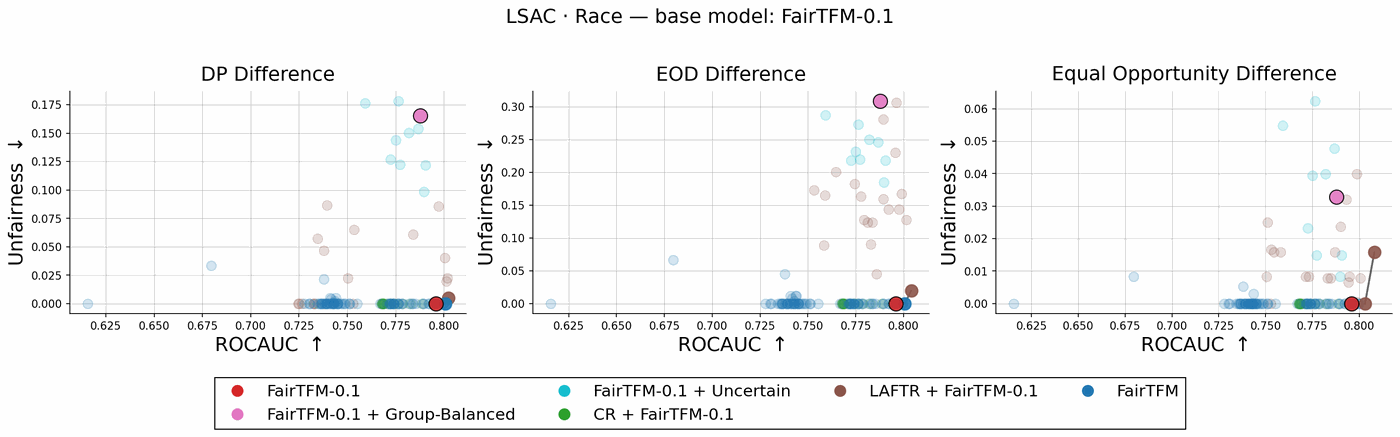 LSAC · Race — base model: FairTFM-0.1
DP Difference
Unfairness ↓
0.175
0.150
0.125
0.100
0.075
0.050
0.025
0.000
0.625 0.650 0.675 0.700 0.725 0.750 0.775 0.800
ROCAUC ↑
EOD Difference
Unfairness ↓
0.30
0.25
0.20
0.15
0.10
0.05
0.00
0.625 0.650 0.675 0.700 0.725 0.750 0.775 0.800
ROCAUC ↑
Equal Opportunity Difference
Unfairness ↓
0.06
0.05
0.04
0.03
0.02
0.01
0.00
0.625 0.650 0.675 0.700 0.725 0.750 0.775 0.800
ROCAUC ↑
FairTFM-0.1 FairTFM-0.1 + Uncertain LAFTR + FairTFM-0.1 FairTFM
FairTFM-0.1 + Group-Balanced CR + FairTFM-0.1